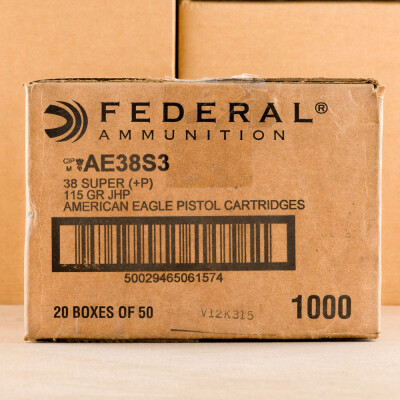 FEDERAL®
AMMUNITION
CIP M AE38S3
38 SUPER (+P)
115 GR JHP
AMERICAN EAGLE PISTOL CARTRIDGES
50029465061574
20 BOXES OF 50 V12K315 1000